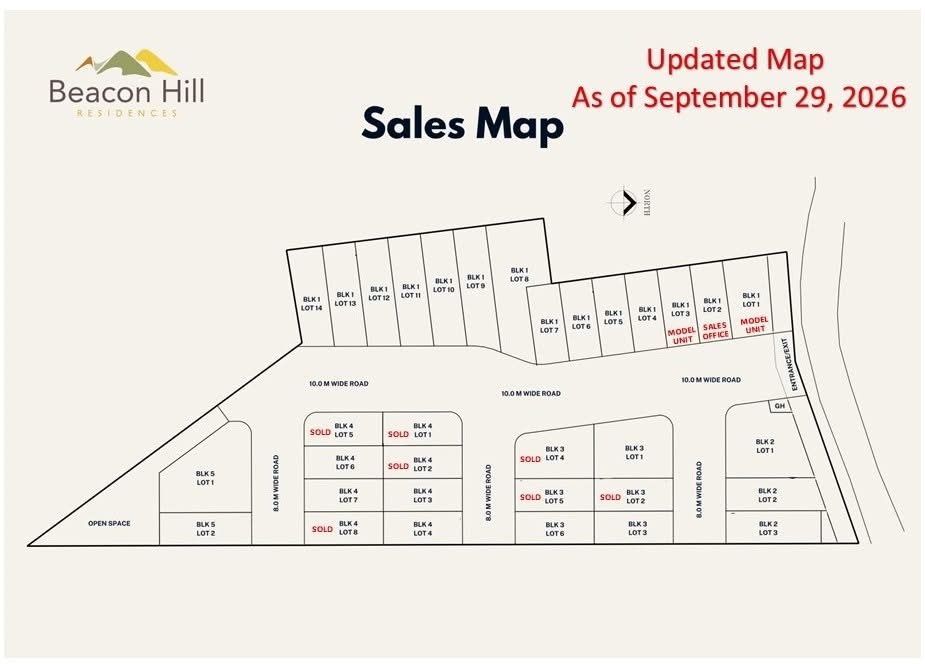 Beacon Hill
RESIDENCES
Updated Map
As of September 29, 2026
Sales Map
NORTH
BLK 1
LOT 14
BLK 1
LOT 13
BLK 1
LOT 12
BLK 1
LOT 11
BLK 1
LOT 10
BLK 1
LOT 9
BLK 1
LOT 8
BLK 1
LOT 7
BLK 1
LOT 6
BLK 1
LOT 5
BLK 1
LOT 4
BLK 1
LOT 3
MODEL
UNIT
BLK 1
LOT 2
SALES
OFFICE
BLK 1
LOT 1
MODEL
UNIT
ENTRANCE/EXIT
10.0 M WIDE ROAD
10.0 M WIDE ROAD
10.0 M WIDE ROAD
GH
OPEN SPACE
BLK 5
LOT 1
BLK 5
LOT 2
8.0 M WIDE ROAD
SOLD
BLK 4
LOT 5
SOLD
BLK 4
LOT 1
BLK 4
LOT 6
SOLD
BLK 4
LOT 2
BLK 4
LOT 7
BLK 4
LOT 3
SOLD
BLK 4
LOT 8
BLK 4
LOT 4
8.0 M WIDE ROAD
SOLD
BLK 3
LOT 4
BLK 3
LOT 1
SOLD
BLK 3
LOT 5
SOLD
BLK 3
LOT 2
BLK 3
LOT 6
BLK 3
LOT 3
8.0 M WIDE ROAD
BLK 2
LOT 1
BLK 2
LOT 2
BLK 2
LOT 3